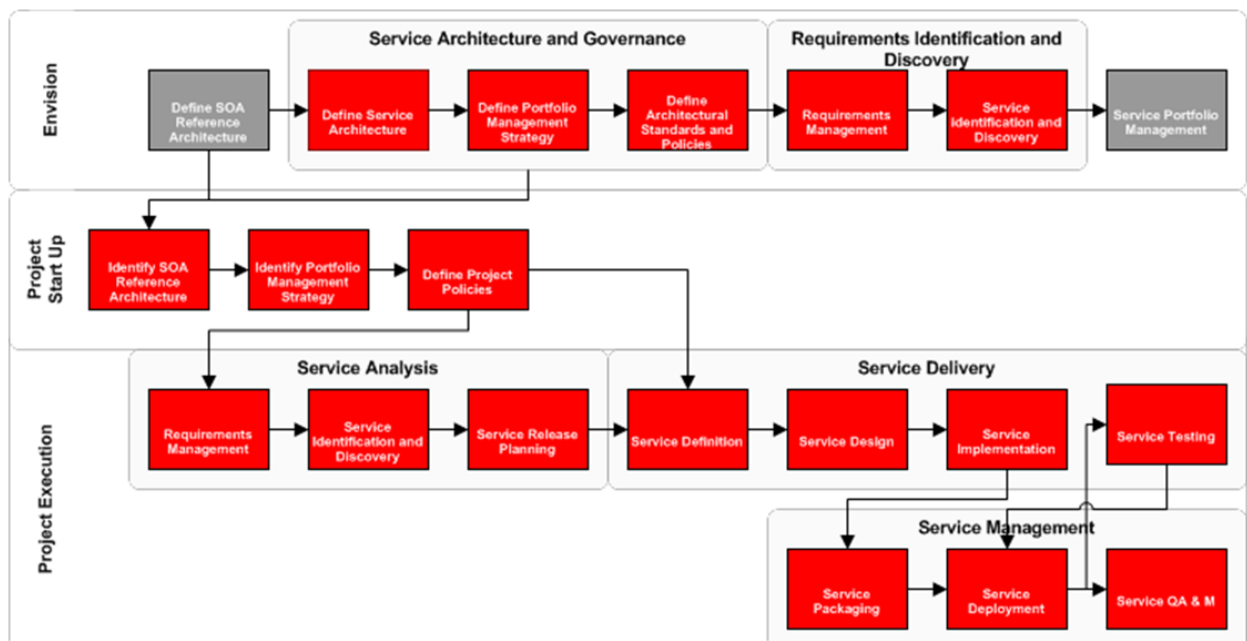 Envision
Service Architecture and Governance
Requirements Identification and
Discovery
Define SOA
Reference
Architecture
Define Service
Architecture
Define Portfolio
Management
Strategy
Define
Architectural
Standards and
Policies
Requirements
Management
Service
Identification and
Discovery
Service Portfolio
Management
Project
Start Up
Identify SOA
Reference
Architecture
Identify Portfolio
Management
Strategy
Define Project
Policies
Project Execution
Service Analysis
Requirements
Management
Service
Identification and
Discovery
Service Release
Planning
Service Delivery
Service Definition
Service Design
Service
Implementation
Service Testing
Service Management
Service
Packaging
Service
Deployment
Service QA & M